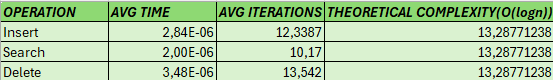 OPERATION AVG TIME AVG ITERATIONS THEORETICAL COMPLEXITY(O(logn))
Insert 2,84E-06 12,3387 13,28771238
Search 2,00E-06 10,17 13,28771238
Delete 3,48E-06 13,542 13,28771238